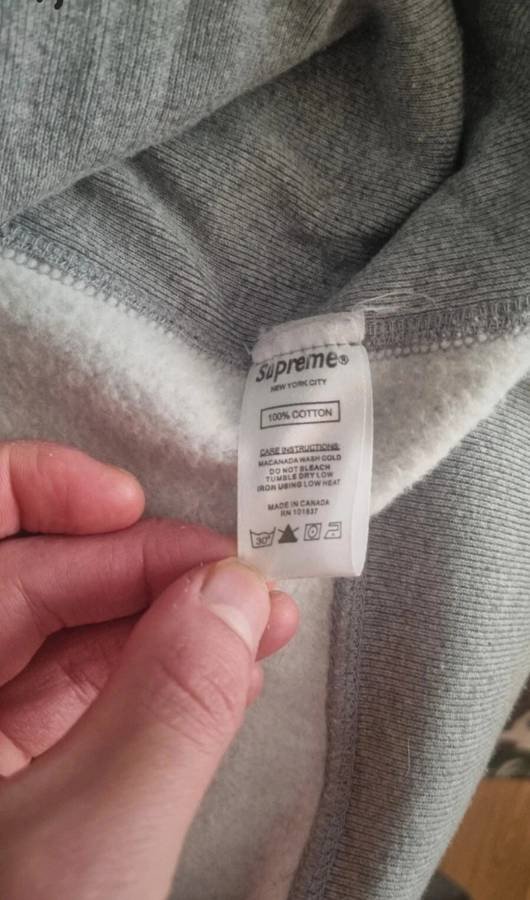 Supreme®
NEW YORK CITY
100% COTTON
CARE INSTRUCTIONS:
MACANADA WASH COLD
DO NOT BLEACH
TUMBLE DRY LOW
IRON USING LOW HEAT
MADE IN CANADA
RN 101837
30°